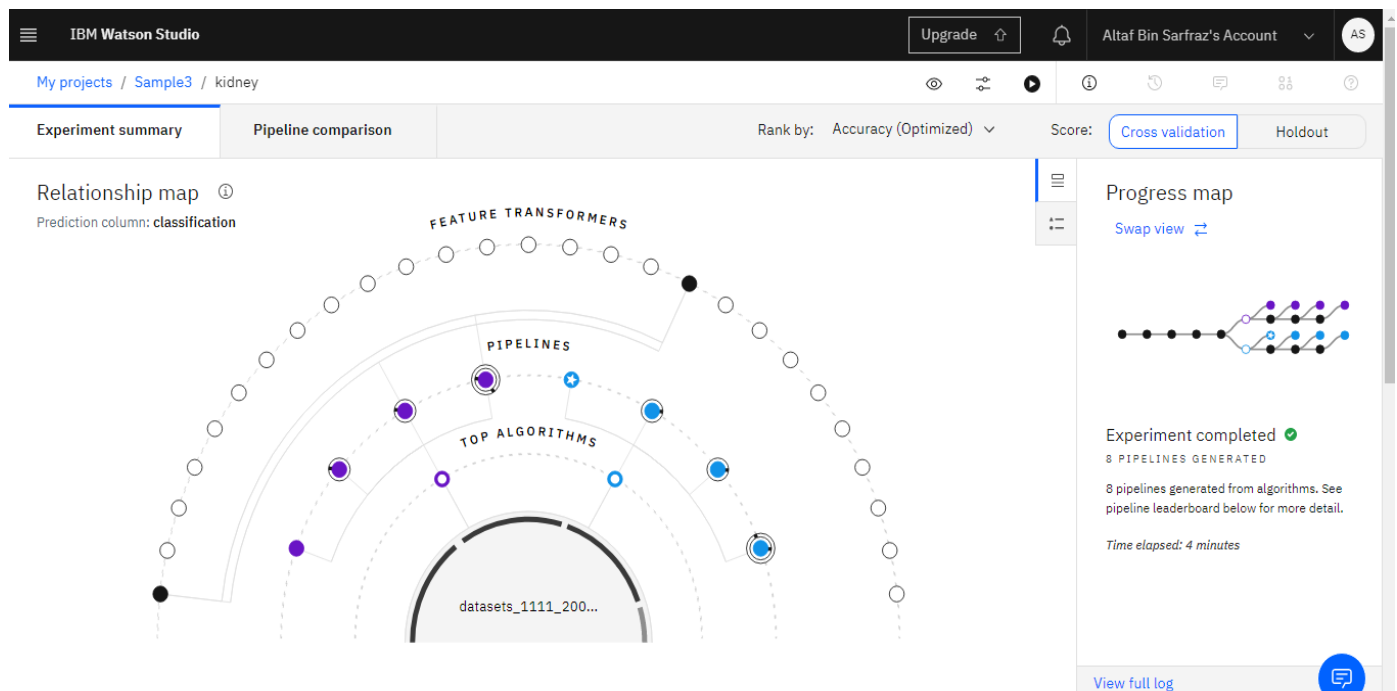 IBM Watson Studio
Upgrade
Altaf Bin Sarfraz's Account
AS
My projects / Sample3 / kidney
Experiment summary
Pipeline comparison
Rank by: Accuracy (Optimized)
Score: Cross validation Holdout
Relationship map
Prediction column: classification
FEATURE TRANSFORMERS
PIPELINES
TOP ALGORITHMS
datasets_1111_200...
Progress map
Swap view
Experiment completed
8 PIPELINES GENERATED
8 pipelines generated from algorithms. See
pipeline leaderboard below for more detail.
Time elapsed: 4 minutes
View full log